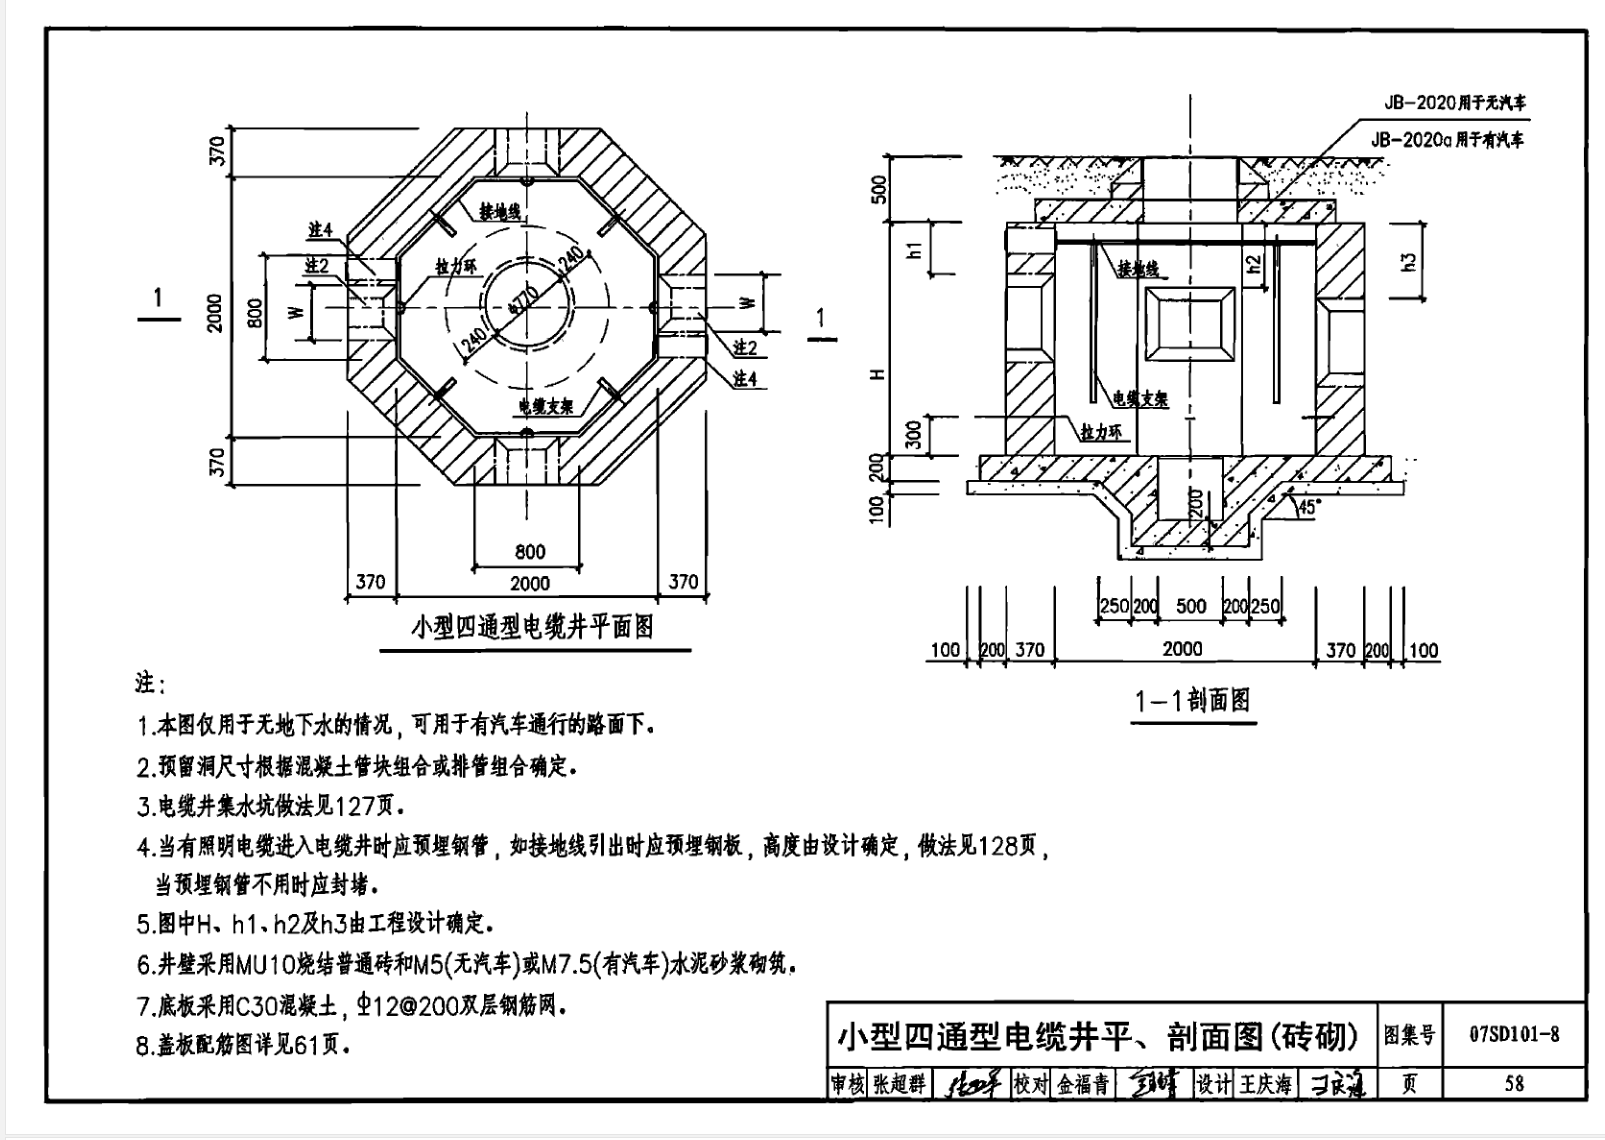 370
2000
370
800
W
注4
注2
接地线
拉力环
240
φ770
240
电缆支架
W
注2
注4
1
1
800
370
2000
370
小型四通型电缆井平面图
JB-2020用于无汽车
JB-2020a用于有汽车
500
h1
h2
h3
接地线
H
电缆支架
拉力环
300
200
100
200
45°
250
200
500
200
250
100
200
370
2000
370
200
100
1-1剖面图
注:
1.本图仅用于无地下水的情况,可用于有汽车通行的路面下。
2.预留洞尺寸根据混凝土管块组合或排管组合确定。
3.电缆井集水坑做法见127页。
4.当有照明电缆进入电缆井时应预埋钢管,如接地线引出时应预埋钢板,高度由设计确定,做法见128页,
当预埋钢管不用时应封堵。
5.图中H、h1、h2及h3由工程设计确定。
6.井壁采用MU10烧结普通砖和M5(无汽车)或M7.5(有汽车)水泥砂浆砌筑。
7.底板采用C30混凝土,Φ12@200双层钢筋网。
8.盖板配筋图详见61页。
小型四通型电缆井平、剖面图(砖砌)
图集号
07SD101-8
审核 张超群
校对 金福青
设计 王庆海
页
58